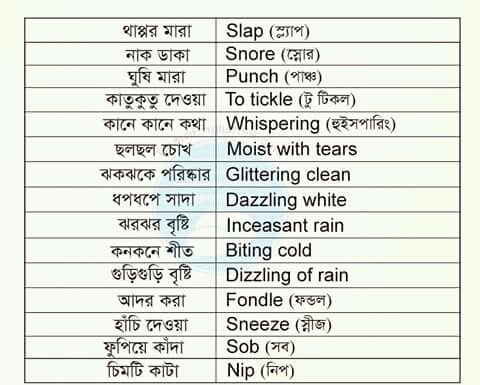 থাপ্পর মারা Slap (স্ল্যাপ)
নাক ডাকা Snore (স্নোর)
ঘুষি মারা Punch (পাঞ্চ)
কাতুকুতু দেওয়া To tickle (টু টিকল)
কানে কানে কথা Whispering (হুইসপারিং)
ছলছল চোখ Moist with tears
ঝকঝকে পরিষ্কার Glittering clean
ধপধপে সাদা Dazzling white
ঝরঝর বৃষ্টি Inceasant rain
কনকনে শীত Biting cold
গুড়িগুড়ি বৃষ্টি Dizzling of rain
আদর করা Fondle (ফন্ডল)
হাঁচি দেওয়া Sneeze (স্নীজ)
ফুপিয়ে কাঁদা Sob (সব)
চিমটি কাটা Nip (নিপ)